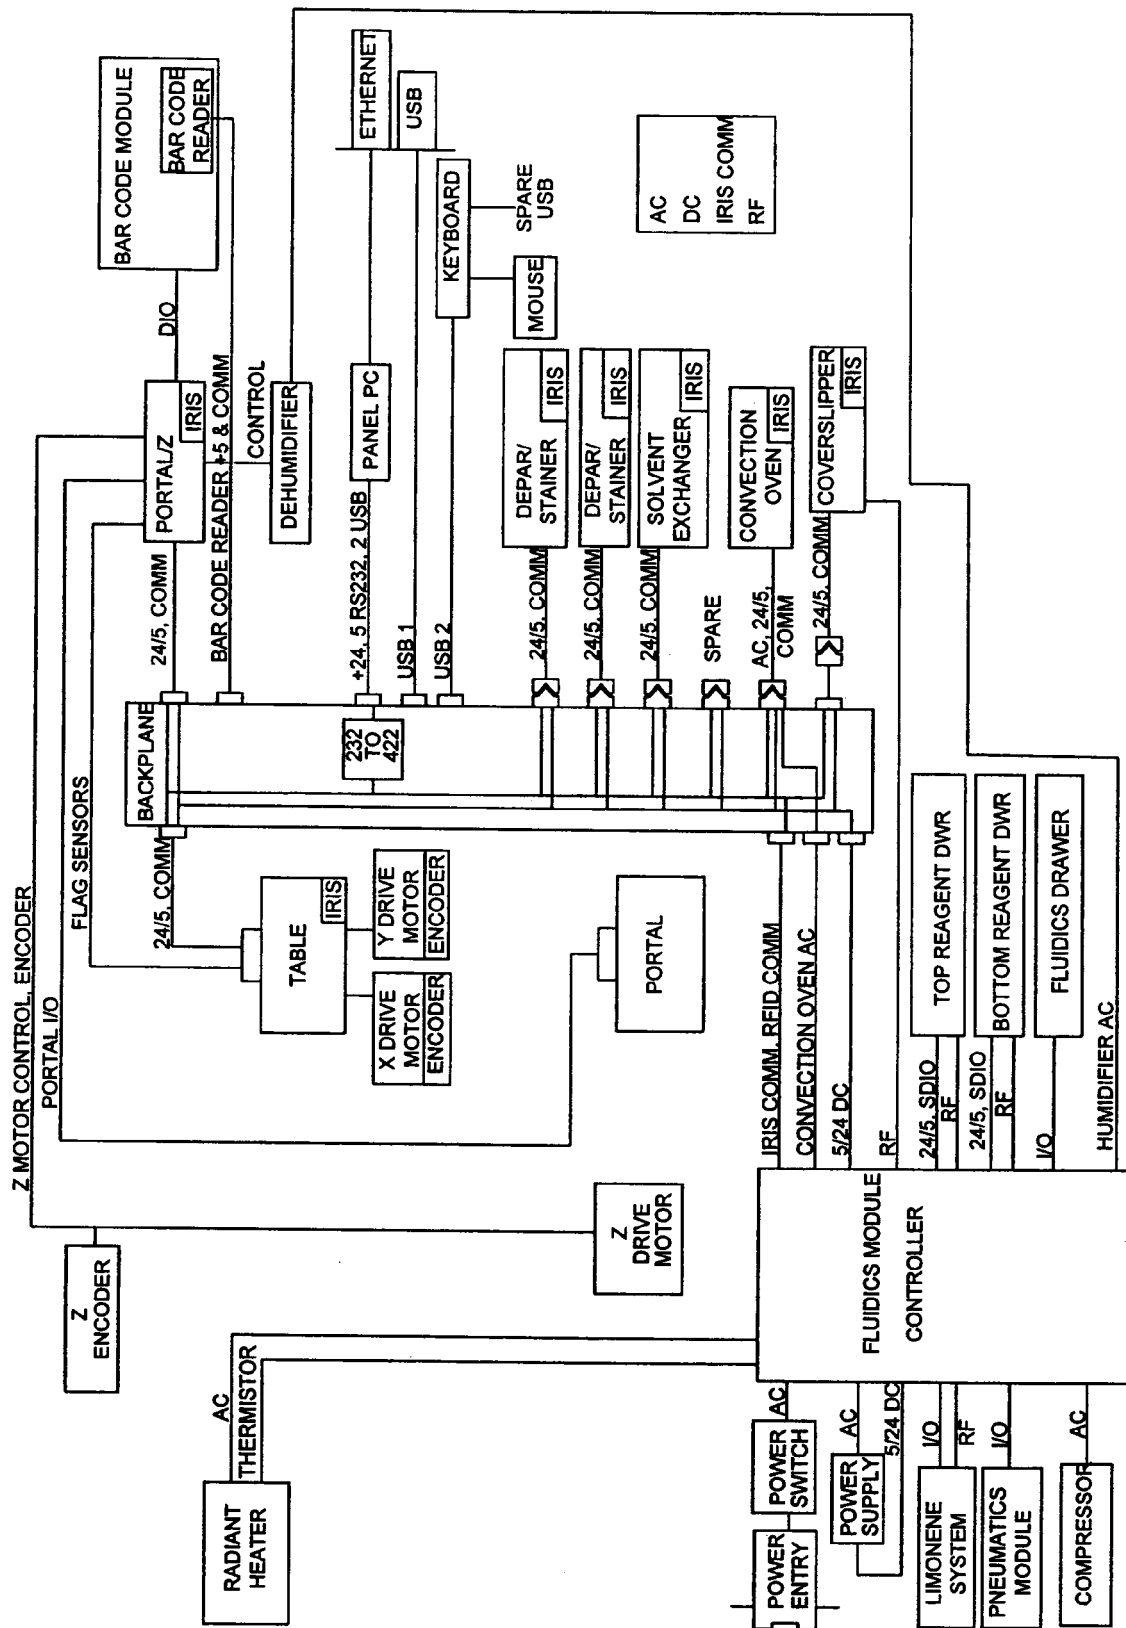 Z MOTOR CONTROL, ENCODER
PORTAL I/O
FLAG SENSORS
Z
ENCODER
BAR CODE MODULE
BAR CODE
READER
DIO
PORTAL/Z
IRIS
24/5, COMM
BACKPLANE
24/5, COMM
BAR CODE READER +5 & COMM
CONTROL
DEHUMIDIFIER
AC
THERMISTOR
RADIANT
HEATER
TABLE
IRIS
X DRIVE
MOTOR
ENCODER
Y DRIVE
MOTOR
ENCODER
232
TO
422
+24, 5 RS232, 2 USB
PANEL PC
ETHERNET
USB 1
USB
USB 2
KEYBOARD
MOUSE
SPARE
USB
24/5, COMM
DEPAR/
STAINER
IRIS
24/5, COMM
DEPAR/
STAINER
IRIS
24/5, COMM
SOLVENT
EXCHANGER
IRIS
SPARE
AC, 24/5,
COMM
CONVECTION
OVEN
IRIS
24/5, COMM
COVERSLIPPER
IRIS
AC
DC
IRIS COMM
RF
Z
DRIVE
MOTOR
PORTAL
IRIS COMM. RFID COMM
CONVECTION OVEN AC
5/24 DC
RF
POWER
ENTRY
POWER
SWITCH
AC
POWER
SUPPLY
AC
5/24 DC
FLUIDICS MODULE
CONTROLLER
LIMONENE
SYSTEM
I/O
RF
PNEUMATICS
MODULE
I/O
COMPRESSOR
AC
24/5, SDIO
RF
TOP REAGENT DWR
24/5, SDIO
RF
BOTTOM REAGENT DWR
I/O
FLUIDICS DRAWER
HUMIDIFIER AC